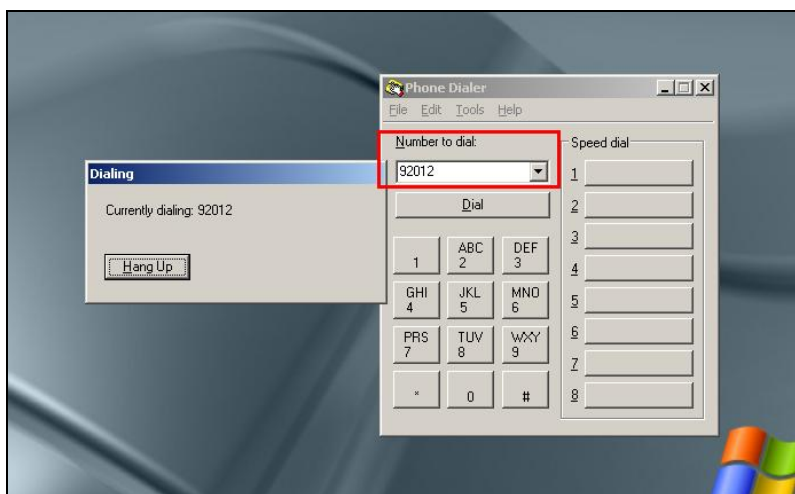 Phone Dialer
File Edit Tools Help
Number to dial:
92012
Dial
1
ABC
2
DEF
3
GHI
4
JKL
5
MNO
6
PRS
7
TUV
8
WXY
9
*
0
#
Speed dial
1
2
3
4
5
6
7
8
Dialing
Currently dialing: 92012
Hang Up